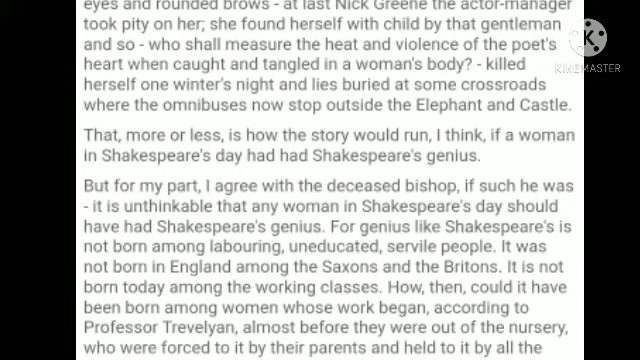 eyes and rounded brows - at last Nick Greene the actor-manager
took pity on her; she found herself with child by that gentleman
and so - who shall measure the heat and violence of the poet's
heart when caught and tangled in a woman's body? - killed
herself one winter's night and lies buried at some crossroads
where the omnibuses now stop outside the Elephant and Castle.
That, more or less, is how the story would run, I think, if a woman
in Shakespeare's day had had Shakespeare's genius.
But for my part, I agree with the deceased bishop, if such he was
- it is unthinkable that any woman in Shakespeare's day should
have had Shakespeare's genius. For genius like Shakespeare's is
not born among labouring, uneducated, servile people. It was
not born in England among the Saxons and the Britons. It is not
born today among the working classes. How, then, could it have
been born among women whose work began, according to
Professor Trevelyan, almost before they were out of the nursery,
who were forced to it by their parents and held to it by all the
KINEMASTER